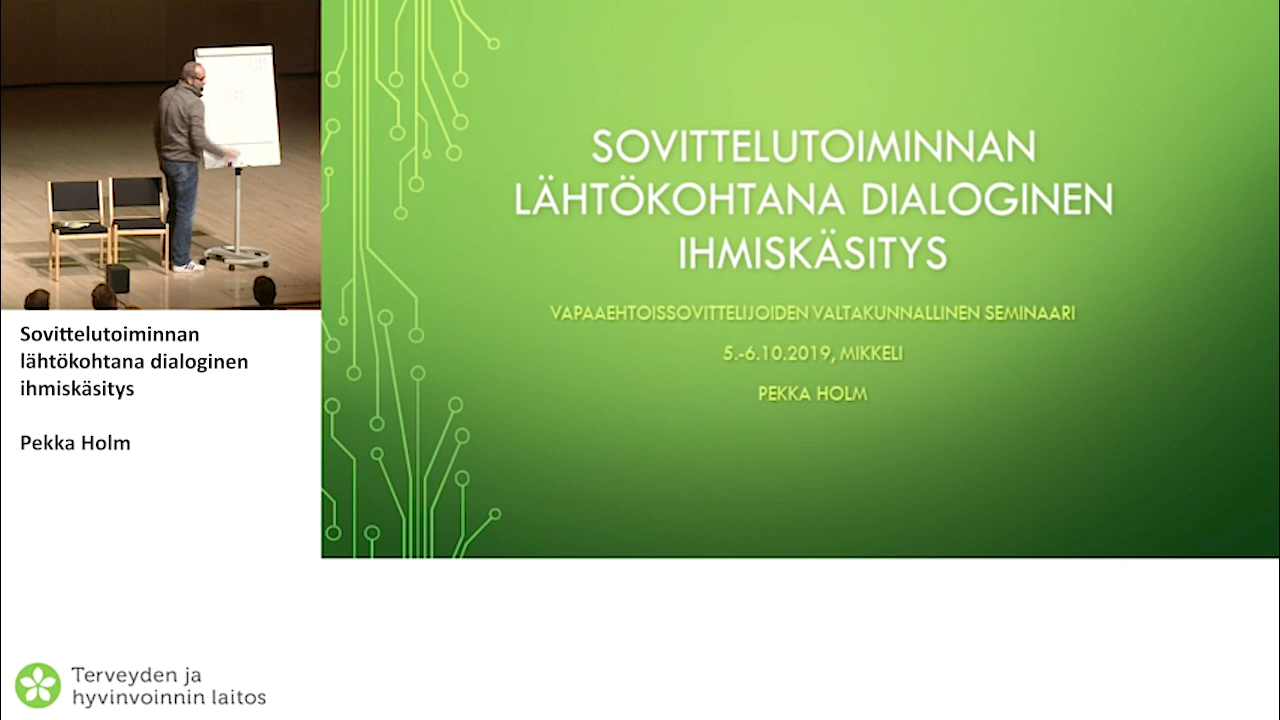 SOVITTELUTOIMINNAN
LÄHTÖKOHTANA DIALOGINEN
IHMISKÄSITYS
VAPAAEHTOISSOVITTELIJOIDEN VALTAKUNNALLINEN SEMINAARI
5.-6.10.2019, MIKKELI
PEKKA HOLM
Sovittelutoiminnan
lähtökohtana dialoginen
ihmiskäsitys
Pekka Holm
Terveyden ja
hyvinvoinnin laitos